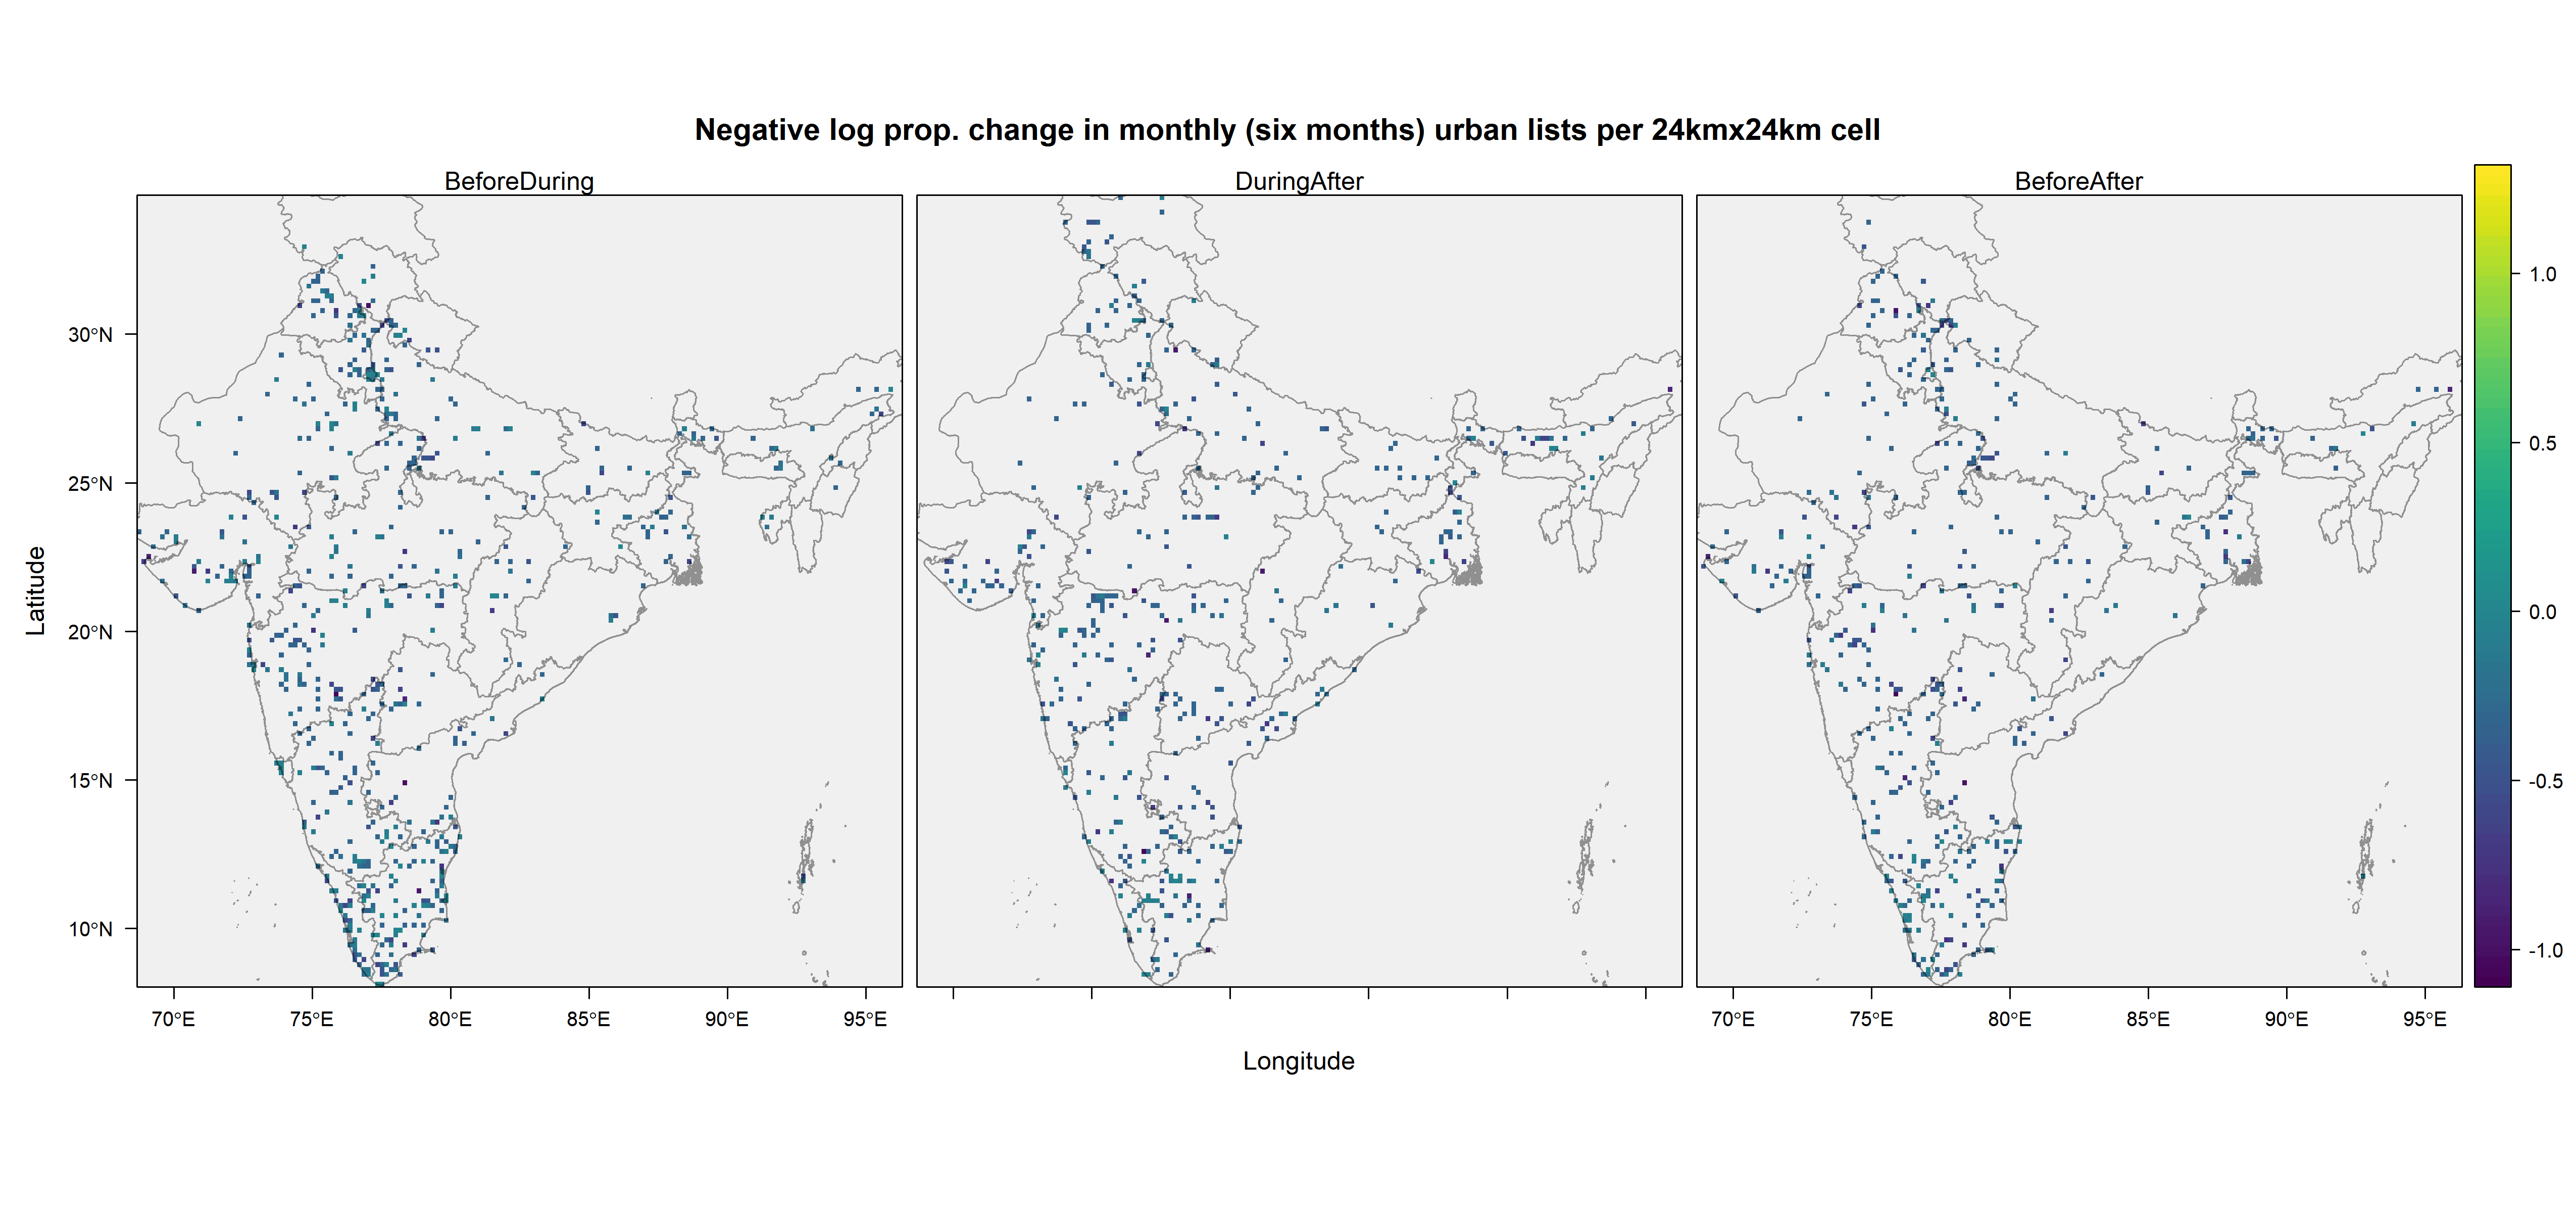 Negative log prop. change in monthly (six months) urban lists per 24kmx24km cell
BeforeDuring
DuringAfter
BeforeAfter
Latitude
30°N
25°N
20°N
15°N
10°N
70°E 75°E 80°E 85°E 90°E 95°E
70°E 75°E 80°E 85°E 90°E 95°E
Longitude
1.0
0.5
0.0
-0.5
-1.0